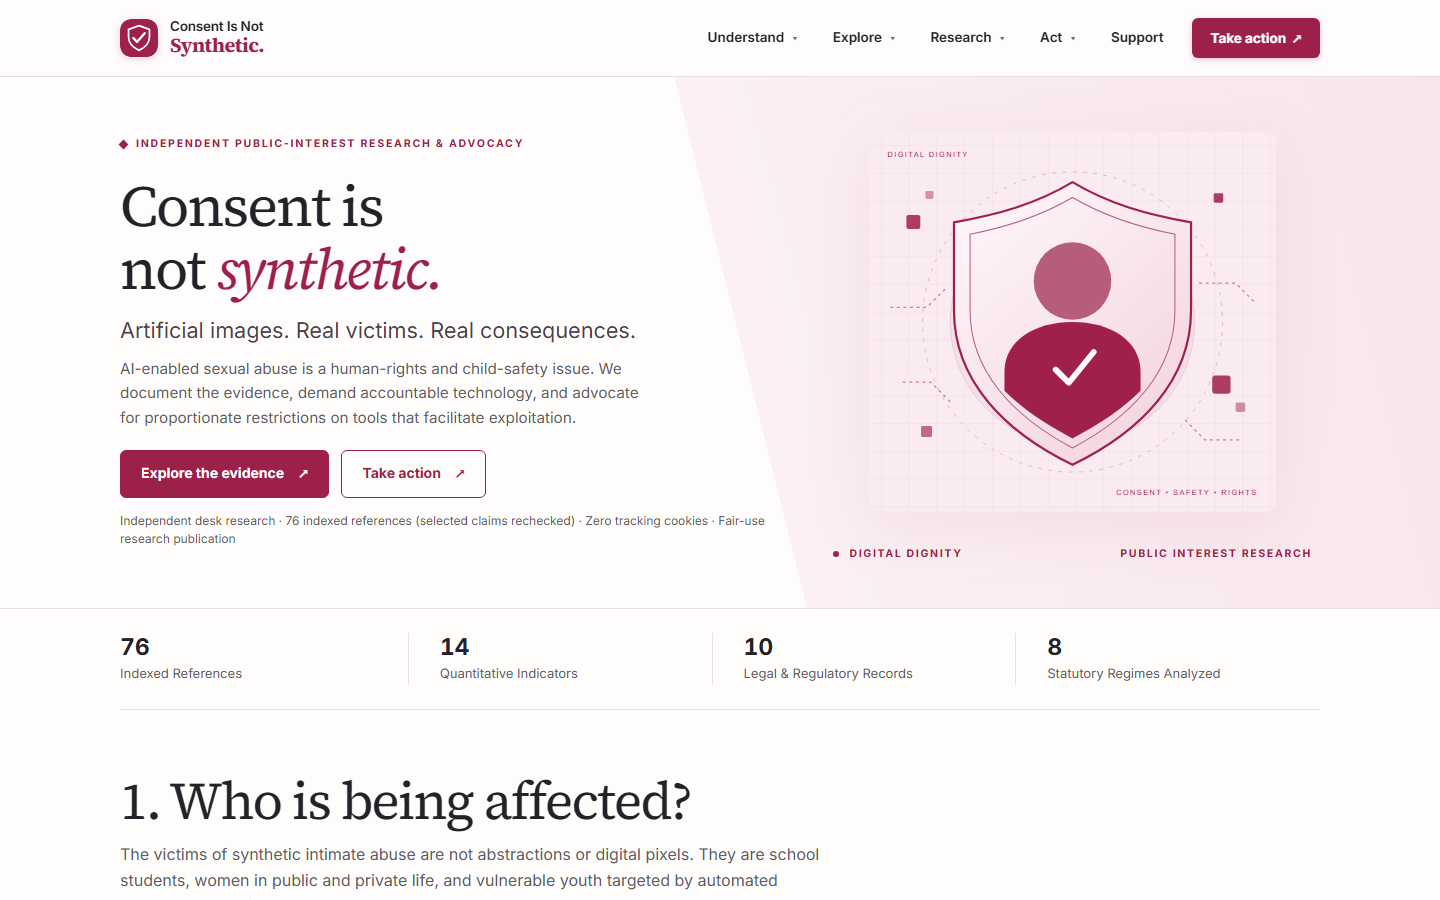 Consent Is Not
Synthetic.
Understand
Explore
Research
Act
Support
Take action ↗
INDEPENDENT PUBLIC-INTEREST RESEARCH & ADVOCACY
Consent is
not synthetic.
Artificial images. Real victims. Real consequences.
AI-enabled sexual abuse is a human-rights and child-safety issue. We
document the evidence, demand accountable technology, and advocate
for proportionate restrictions on tools that facilitate exploitation.
Explore the evidence ↗
Take action ↗
Independent desk research · 76 indexed references (selected claims rechecked) · Zero tracking cookies · Fair-use
research publication
DIGITAL DIGNITY
CONSENT • SAFETY • RIGHTS
DIGITAL DIGNITY
PUBLIC INTEREST RESEARCH
76
Indexed References
14
Quantitative Indicators
10
Legal & Regulatory Records
8
Statutory Regimes Analyzed
1. Who is being affected?
The victims of synthetic intimate abuse are not abstractions or digital pixels. They are school
students, women in public and private life, and vulnerable youth targeted by automated